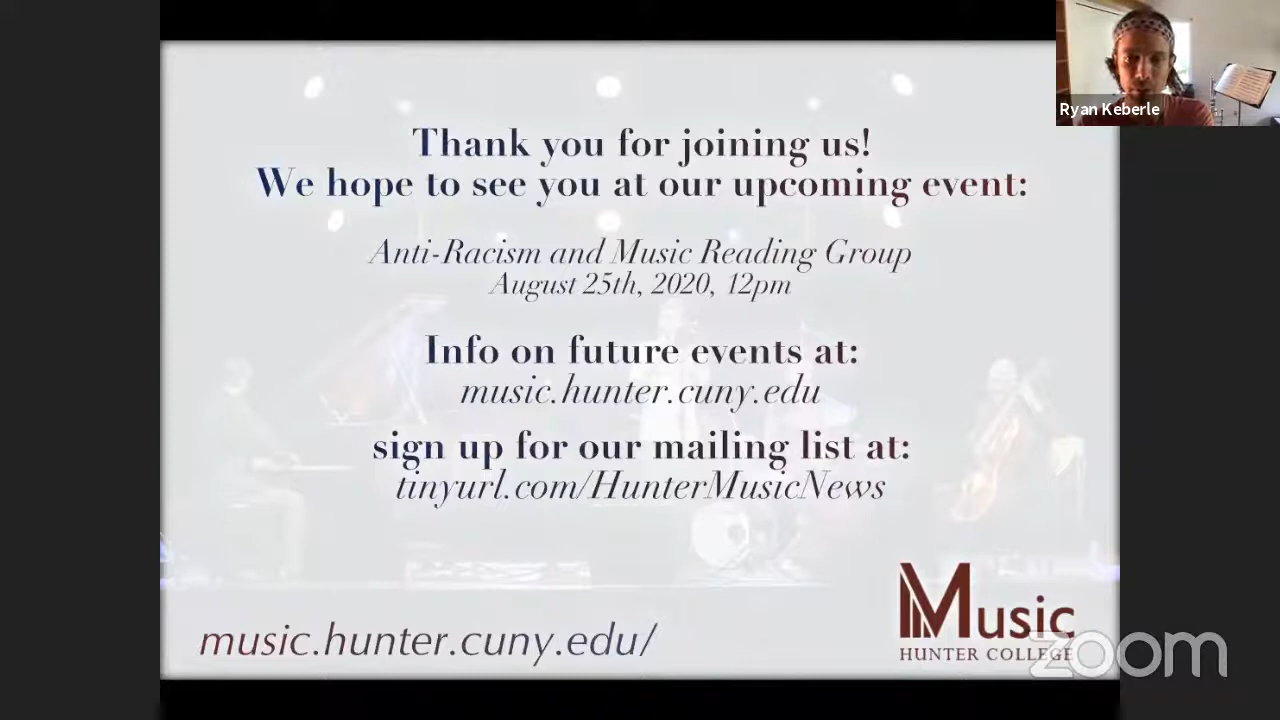 Ryan Keberle
Thank you for joining us!
We hope to see you at our upcoming event:
Anti-Racism and Music Reading Group
August 25th, 2020, 12pm
Info on future events at:
music.hunter.cuny.edu
sign up for our mailing list at:
tinyurl.com/HunterMusicNews
music.hunter.cuny.edu/
Music
HUNTER COLLEGE
zoom